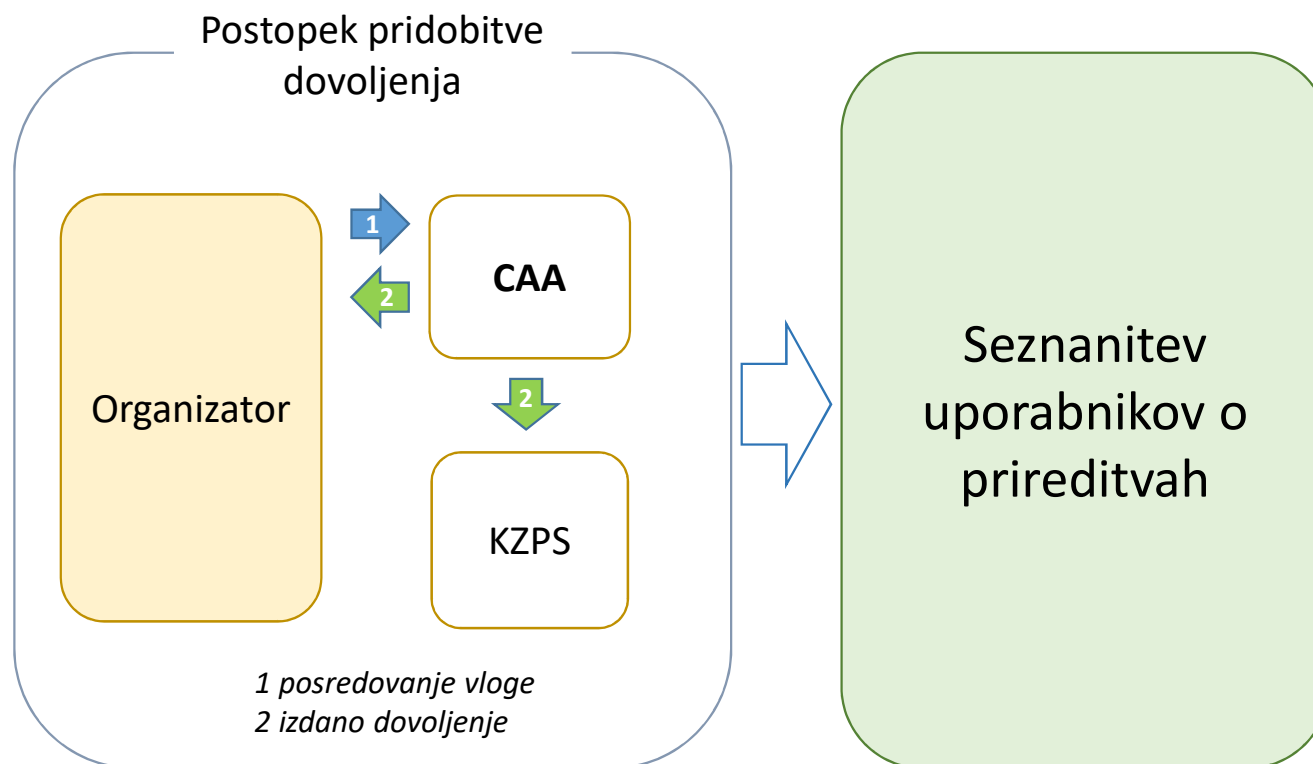 Postopek pridobitve
dovoljenja
Organizator
1
2
CAA
2
KZPS
1 posredovanje vloge
2 izdano dovoljenje
Seznanitev
uporabnikov o
prireditvah